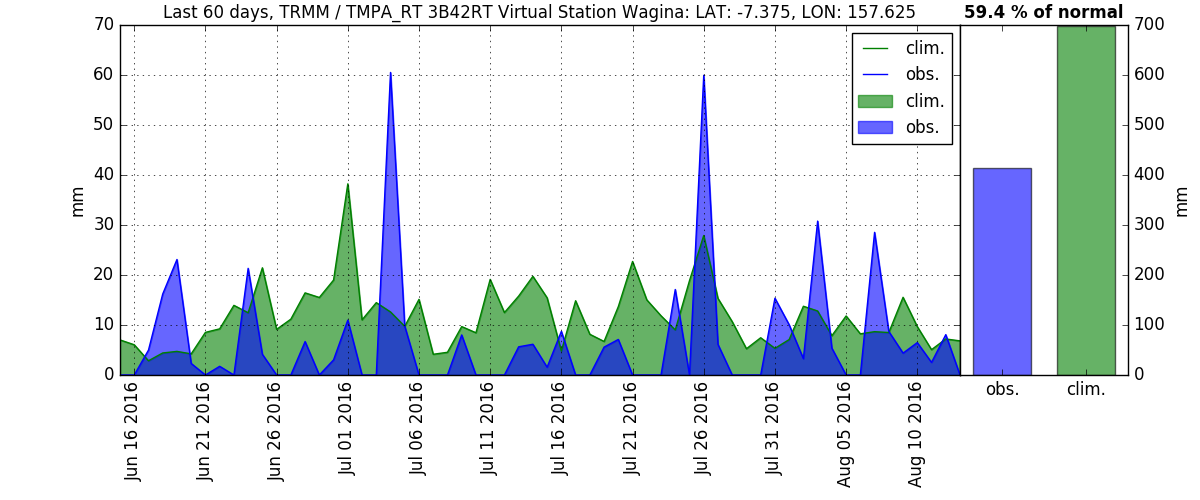 Last 60 days, TRMM / TMPA_RT 3B42RT Virtual Station Wagina: LAT: -7.375, LON: 157.625
59.4 % of normal
70
60
50
40
30
20
10
0
mm
clim.
obs.
clim.
obs.
700
600
500
400
300
200
100
0
mm
Jun 16 2016
Jun 21 2016
Jun 26 2016
Jul 01 2016
Jul 06 2016
Jul 11 2016
Jul 16 2016
Jul 21 2016
Jul 26 2016
Jul 31 2016
Aug 05 2016
Aug 10 2016
obs.
clim.